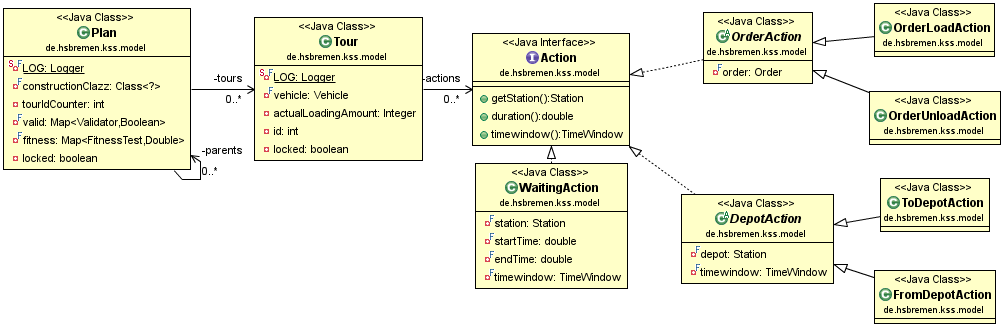 <<Java Class>>
Plan
de.hsbremen.kss.model
LOG: Logger
constructionClazz: Class<?>
tourIdCounter: int
valid: Map<Validator,Boolean>
fitness: Map<FitnessTest,Double>
locked: boolean
-tours
0..*
-parents
0..*
<<Java Class>>
Tour
de.hsbremen.kss.model
LOG: Logger
vehicle: Vehicle
actualLoadingAmount: Integer
id: int
locked: boolean
-actions
0..*
<<Java Interface>>
Action
de.hsbremen.kss.model
getStation():Station
duration():double
timewindow():TimeWindow
<<Java Class>>
WaitingAction
de.hsbremen.kss.model
station: Station
startTime: double
endTime: double
timewindow: TimeWindow
<<Java Class>>
OrderAction
de.hsbremen.kss.model
order: Order
<<Java Class>>
OrderLoadAction
de.hsbremen.kss.model
<<Java Class>>
OrderUnloadAction
de.hsbremen.kss.model
<<Java Class>>
DepotAction
de.hsbremen.kss.model
depot: Station
timewindow: TimeWindow
<<Java Class>>
ToDepotAction
de.hsbremen.kss.model
<<Java Class>>
FromDepotAction
de.hsbremen.kss.model